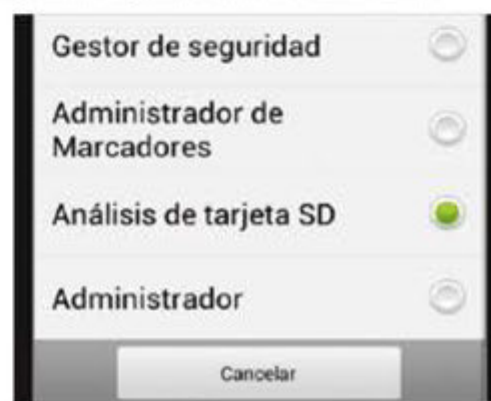 Gestor de seguridad
Administrador de
Marcadores
Análisis de tarjeta SD
Administrador
Cancelar